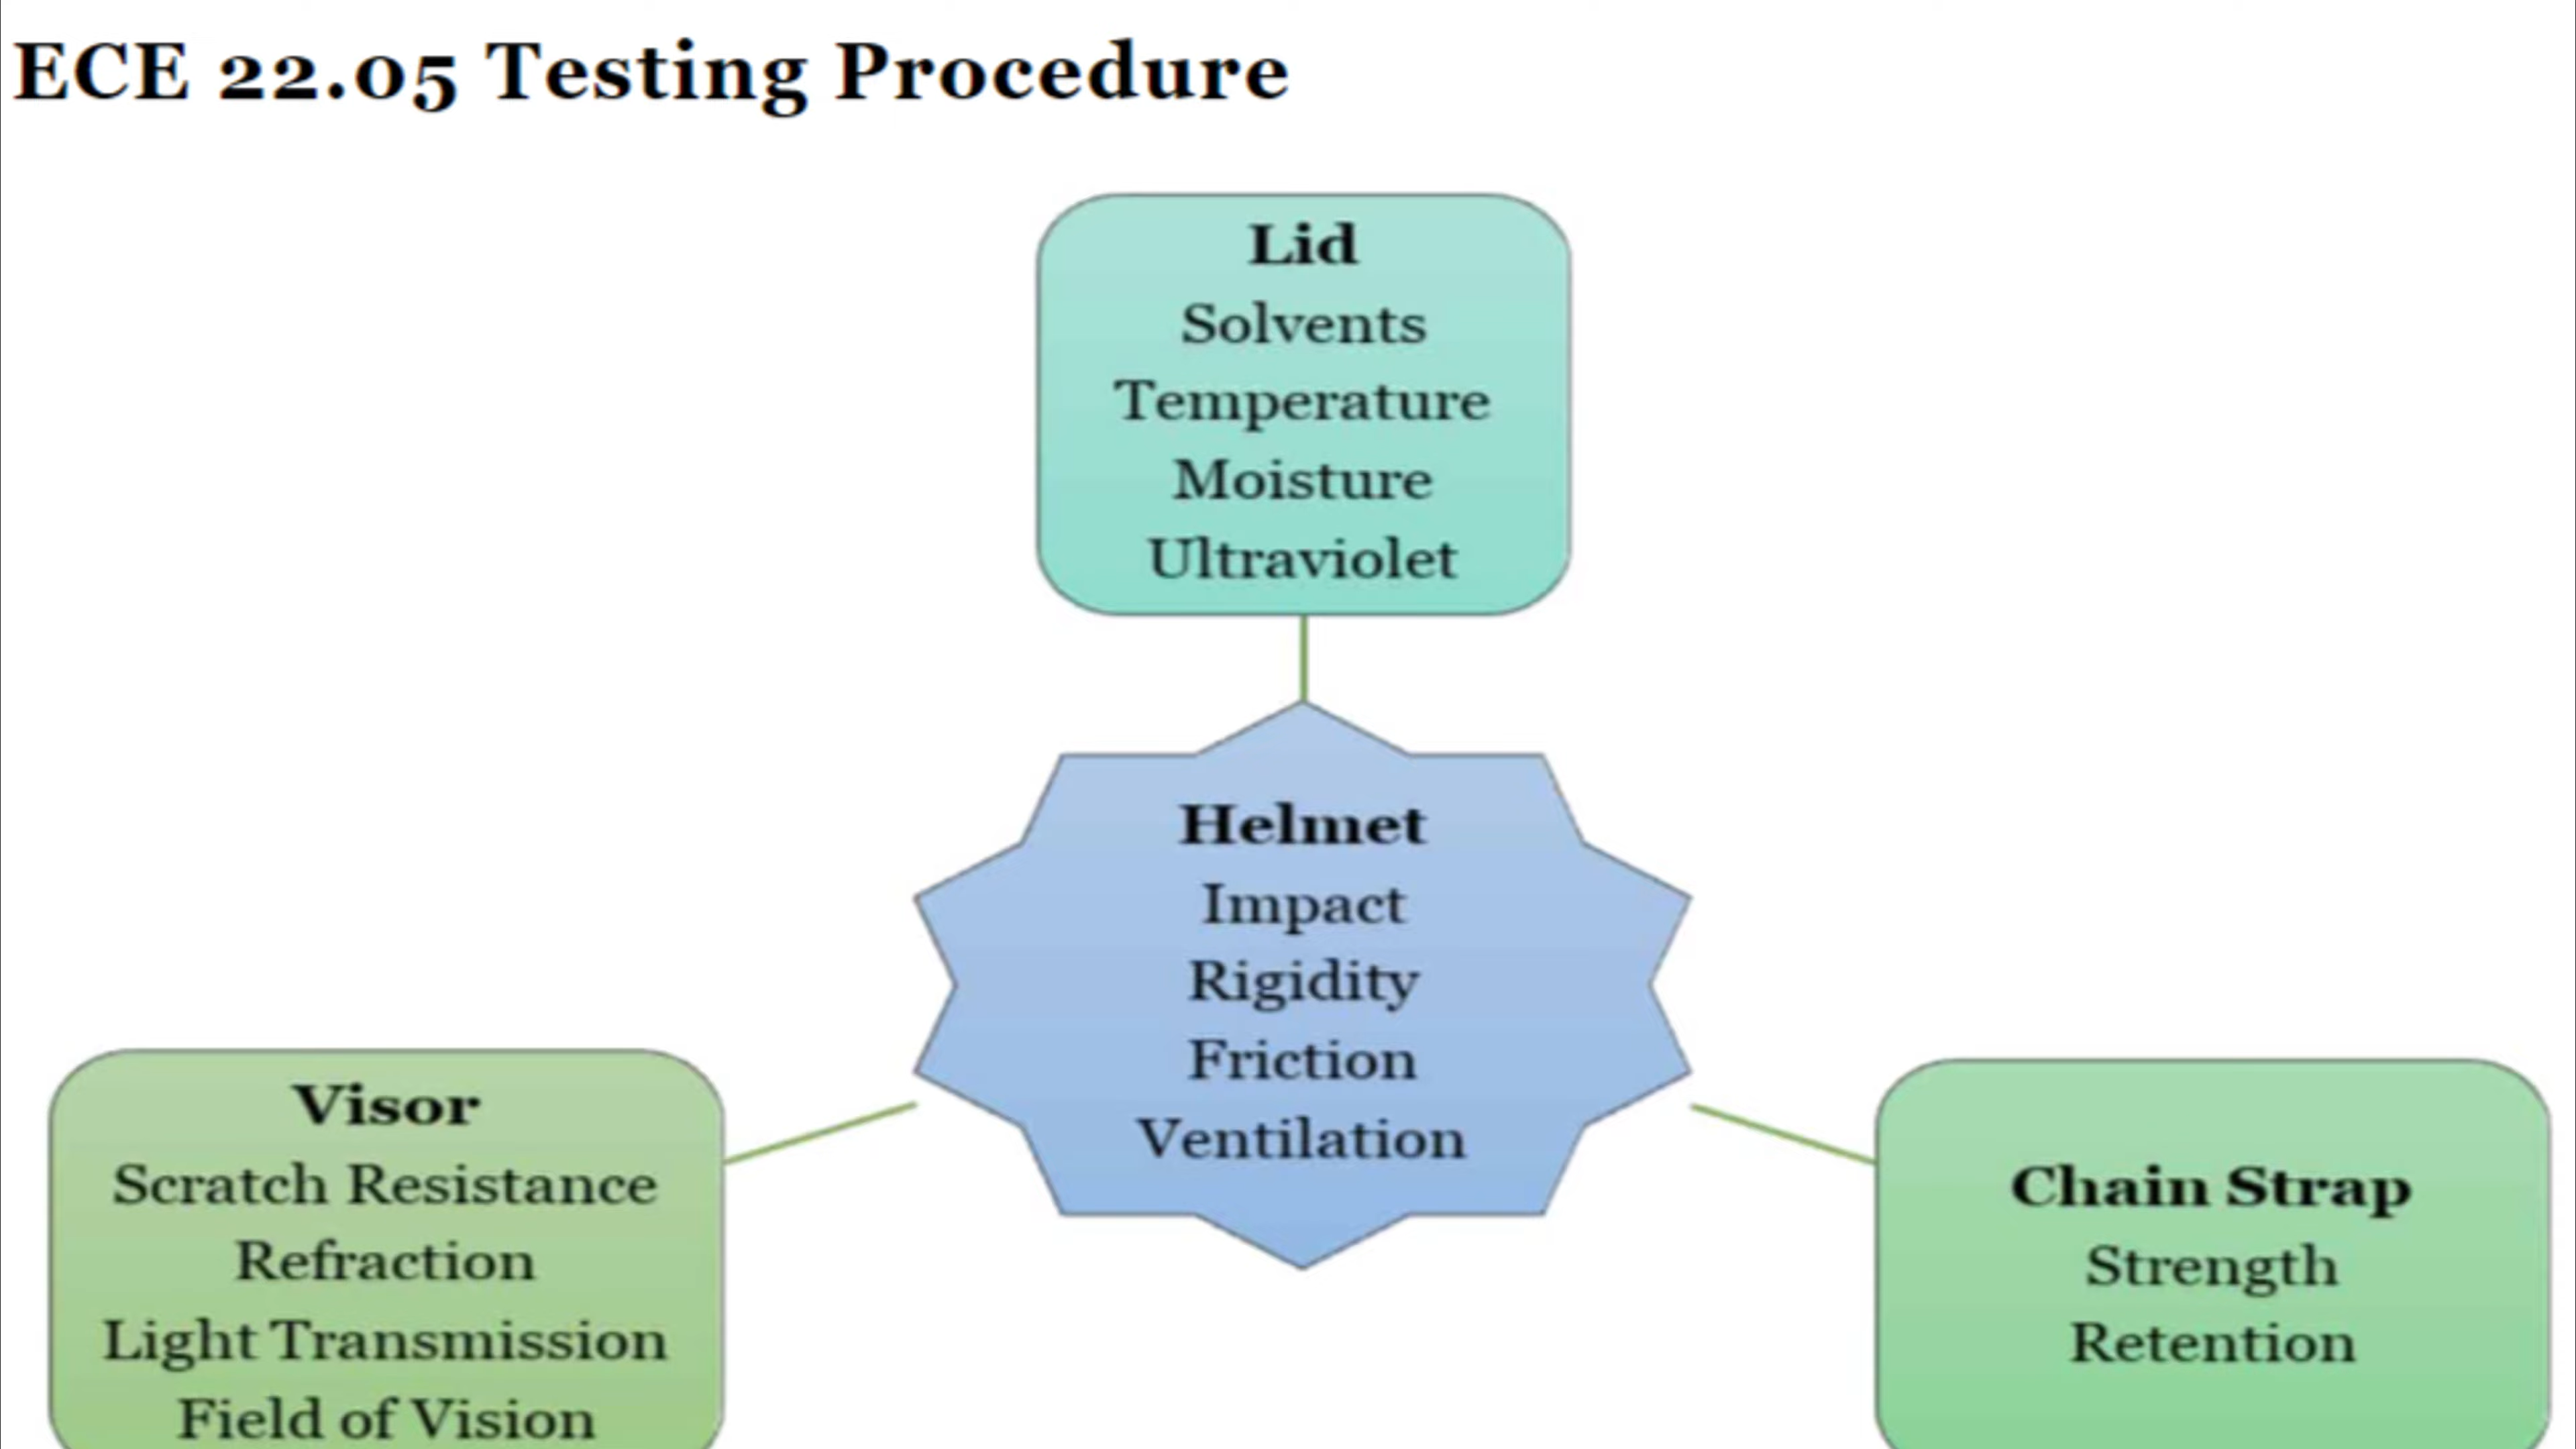 ECE 22.05 Testing Procedure
Lid
Solvents
Temperature
Moisture
Ultraviolet
Helmet
Impact
Rigidity
Friction
Ventilation
Visor
Scratch Resistance
Refraction
Light Transmission
Field of Vision
Chain Strap
Strength
Retention